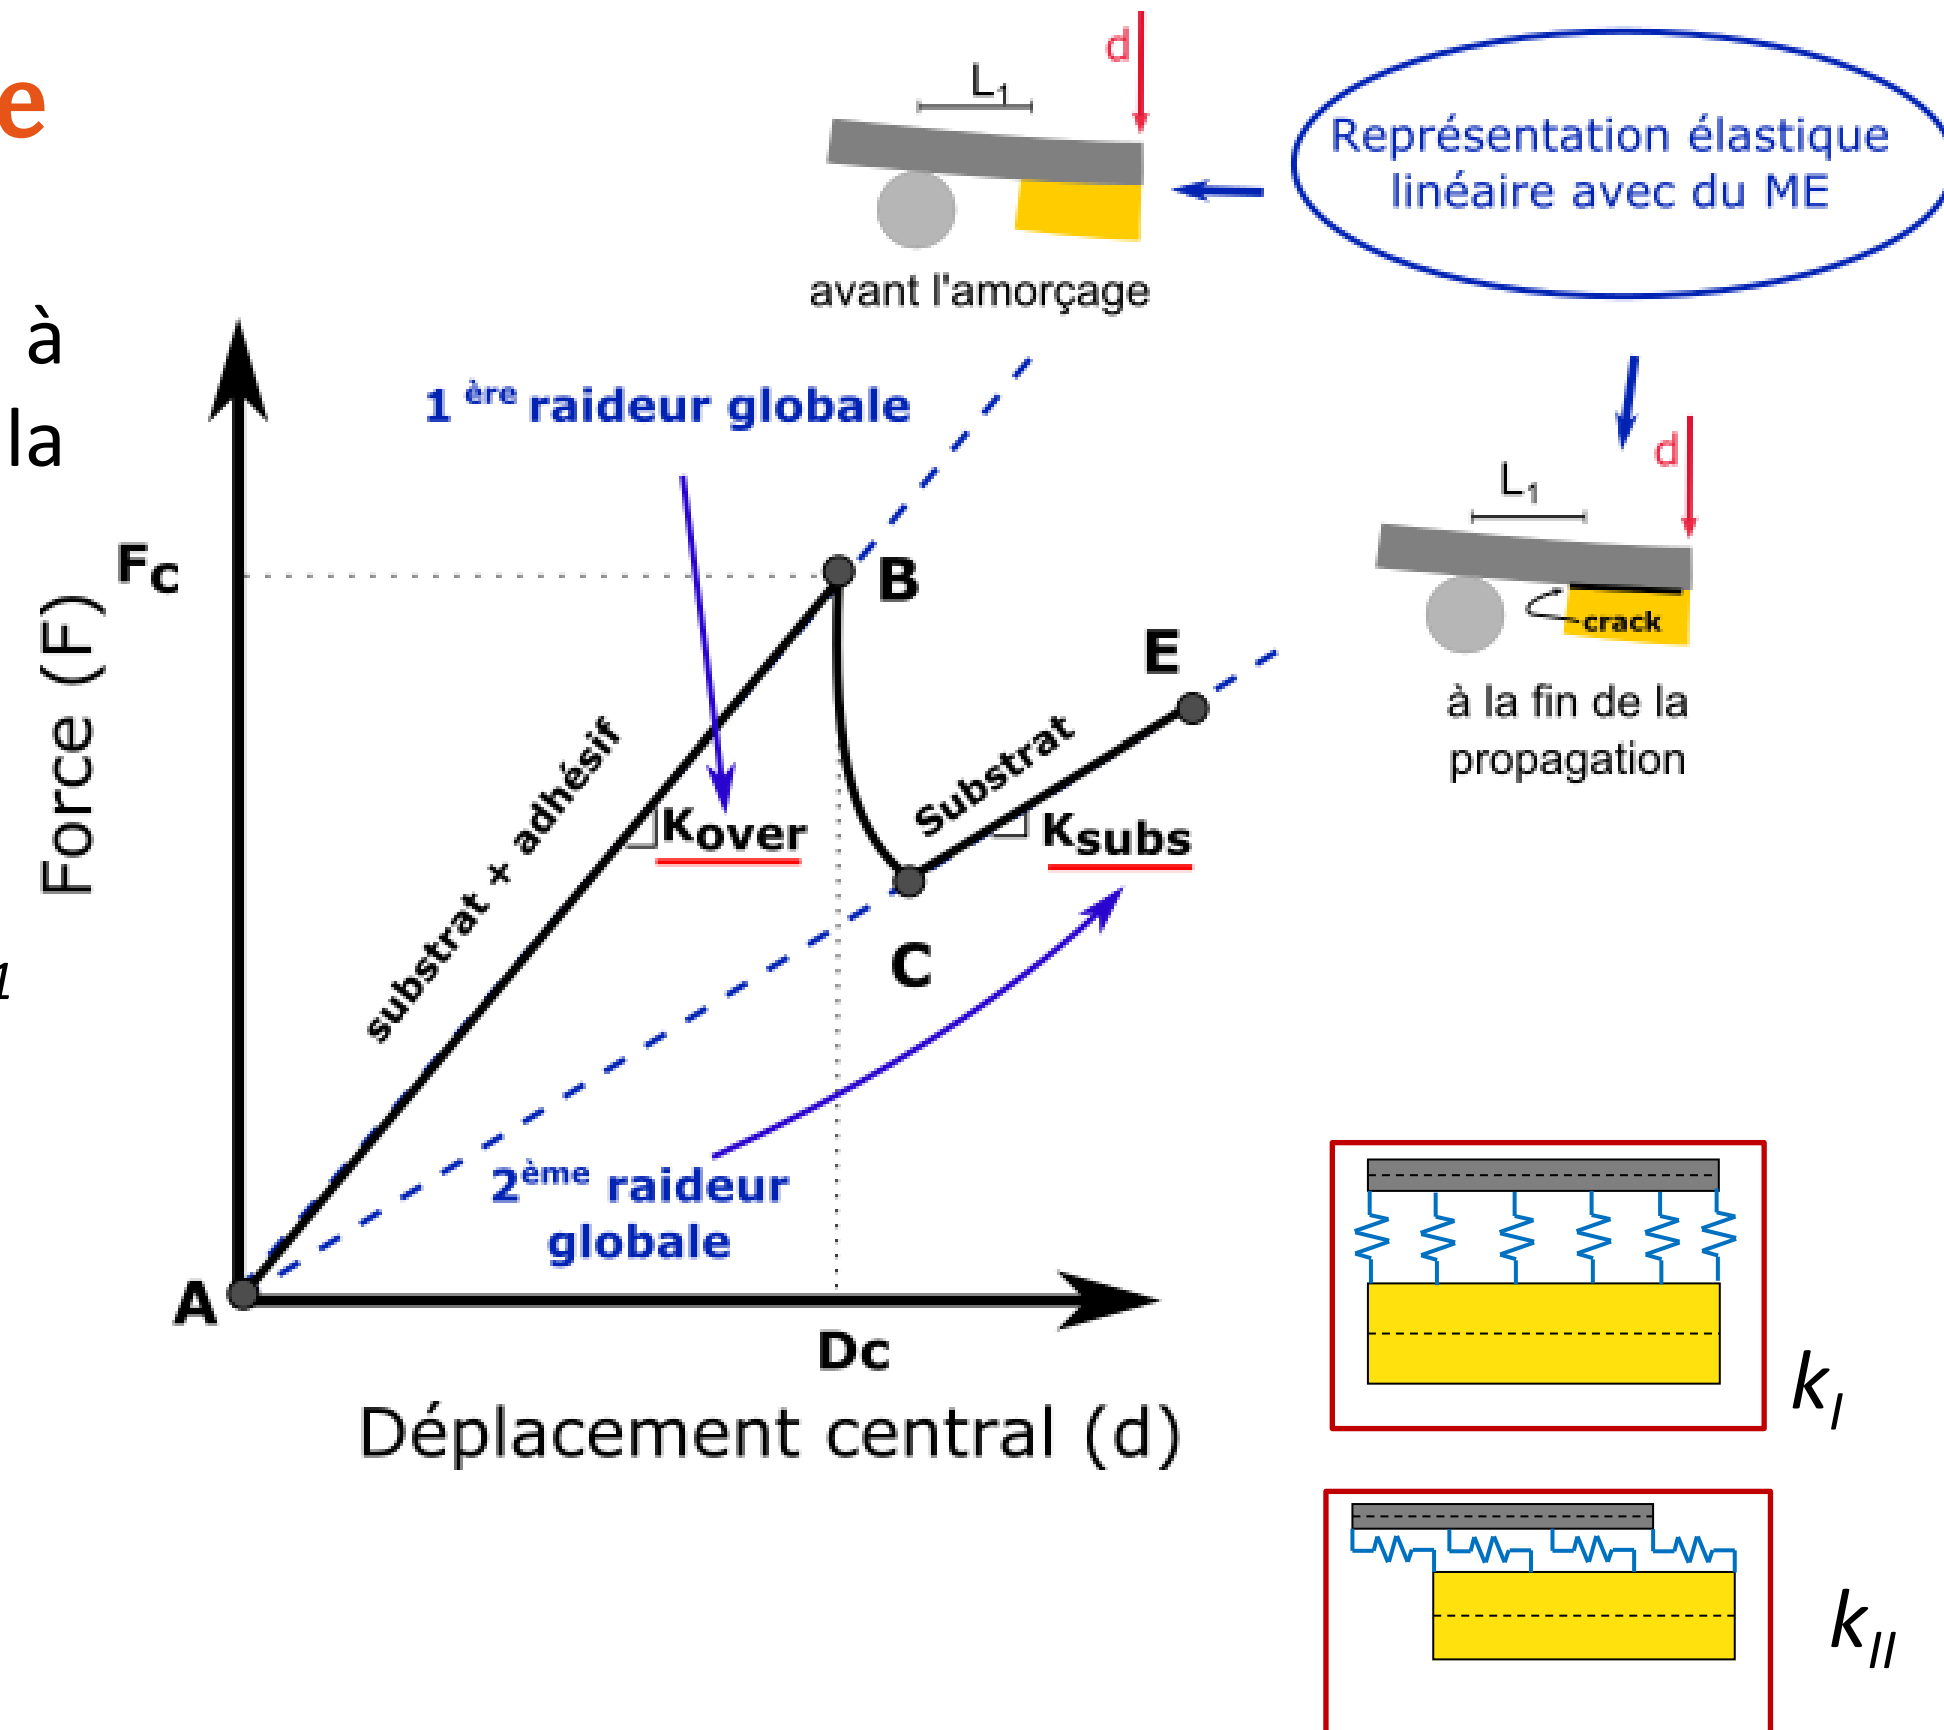 e
à
la
1
d
L1
avant l'amorçage
Représentation élastique
linéaire avec du ME
1 ère raideur globale
d
L1
crack
à la fin de la
propagation
Fc
B
E
Force (F)
substrat + adhésif
Kover
Substrat
Ksubs
C
2ème raideur
globale
A
Dc
Déplacement central (d)
kI
kII